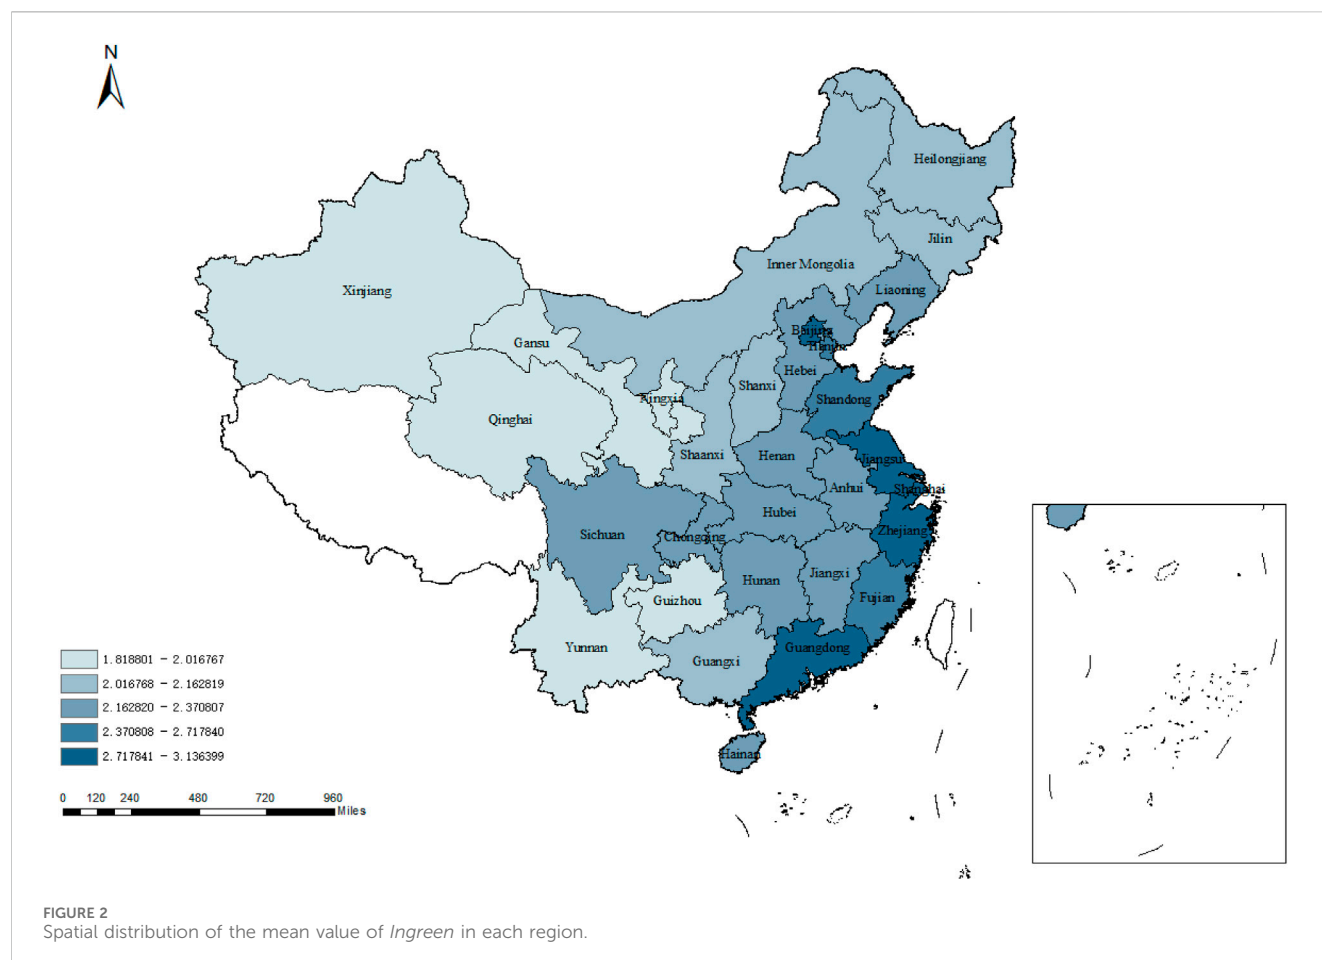 N
Heilongjiang
Jilin
Inner Mongolia
Xinjiang
Liaoning
Beijing
Gansu
Hebei
Shanxi
Ningxia
Shandong
Qinghai
Shaanxi
Henan
Jiangsu
Anhui
Shanghai
Hubei
Sichuan
Chongqing
Zhejiang
Hunan
Jiangxi
Guizhou
Fujian
Yunnan
Guangxi
Guangdong
Hainan
1.818801 - 2.016767
2.016768 - 2.162819
2.162820 - 2.370807
2.370808 - 2.717840
2.717841 - 3.136399
0 120 240 480 720 960
Miles
FIGURE 2
Spatial distribution of the mean value of Ingreen in each region.